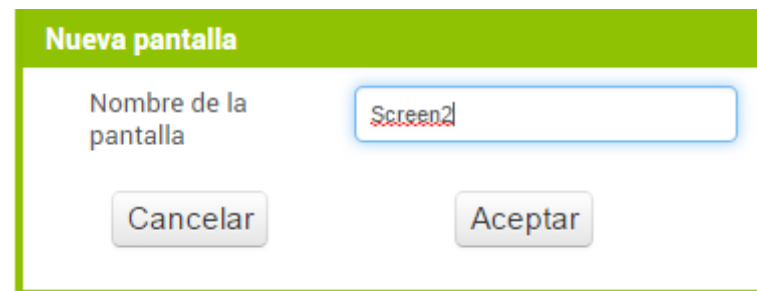 Nueva pantalla
Nombre de la
pantalla
Screen2
Cancelar
Aceptar